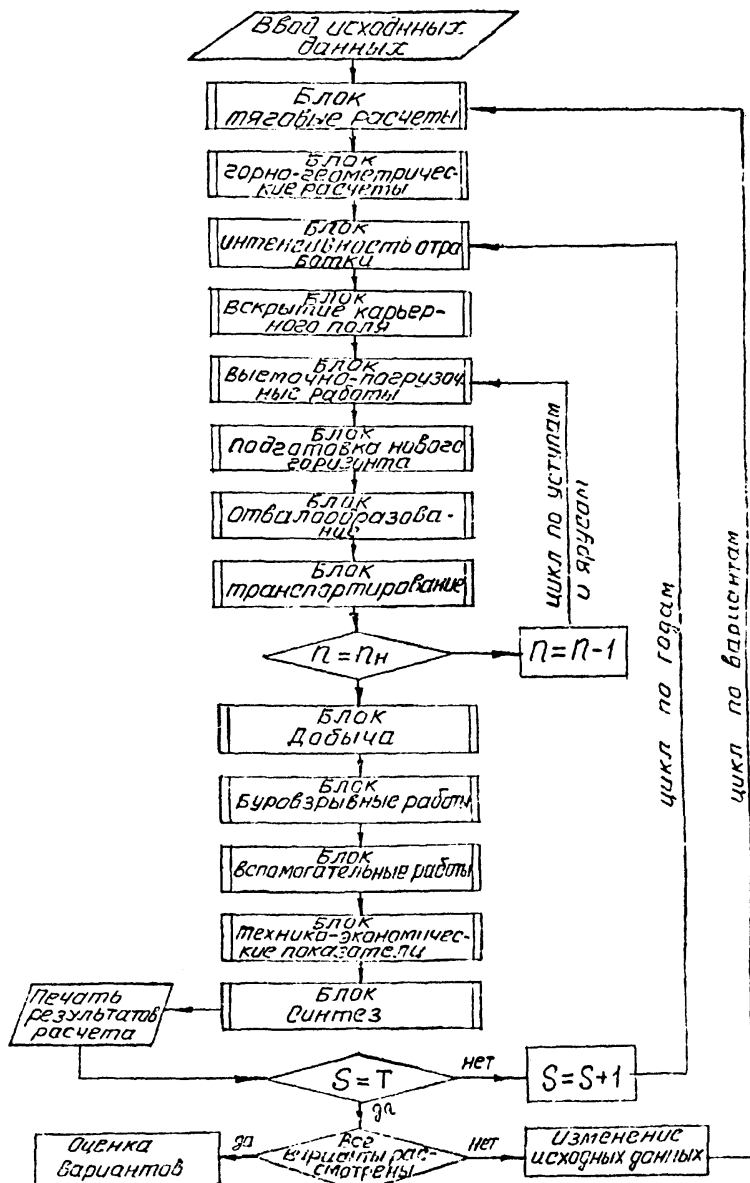 Ввод исходнных
данных
Блок
тяговые расчеты
Блок
горно-геометричес-
кие расчеты
Блок
интенсивность отра
ботки
Блок
вскрытие карьер-
ного поля
Блок
выемочно-погрузоч
ные работы
Блок
подготовка нового
горизонта
Блок
Отвалообразова-
ние
Блок
транспортирование
n = nн
n = n-1
цикл по уступам
и ярусам
цикл по годам
цикл по вариантам
Блок
Добыча
Блок
Буровзрывные работы
Блок
вспомогательные работы
Блок
технико-экономичес-
кие показатели
Блок
Синтез
Печать
результатов
расчета
S = T
нет
S = S+1
да
Все
варианты рас-
смотрены
да
нет
Оценка
вариантов
Изменение
исходных данных